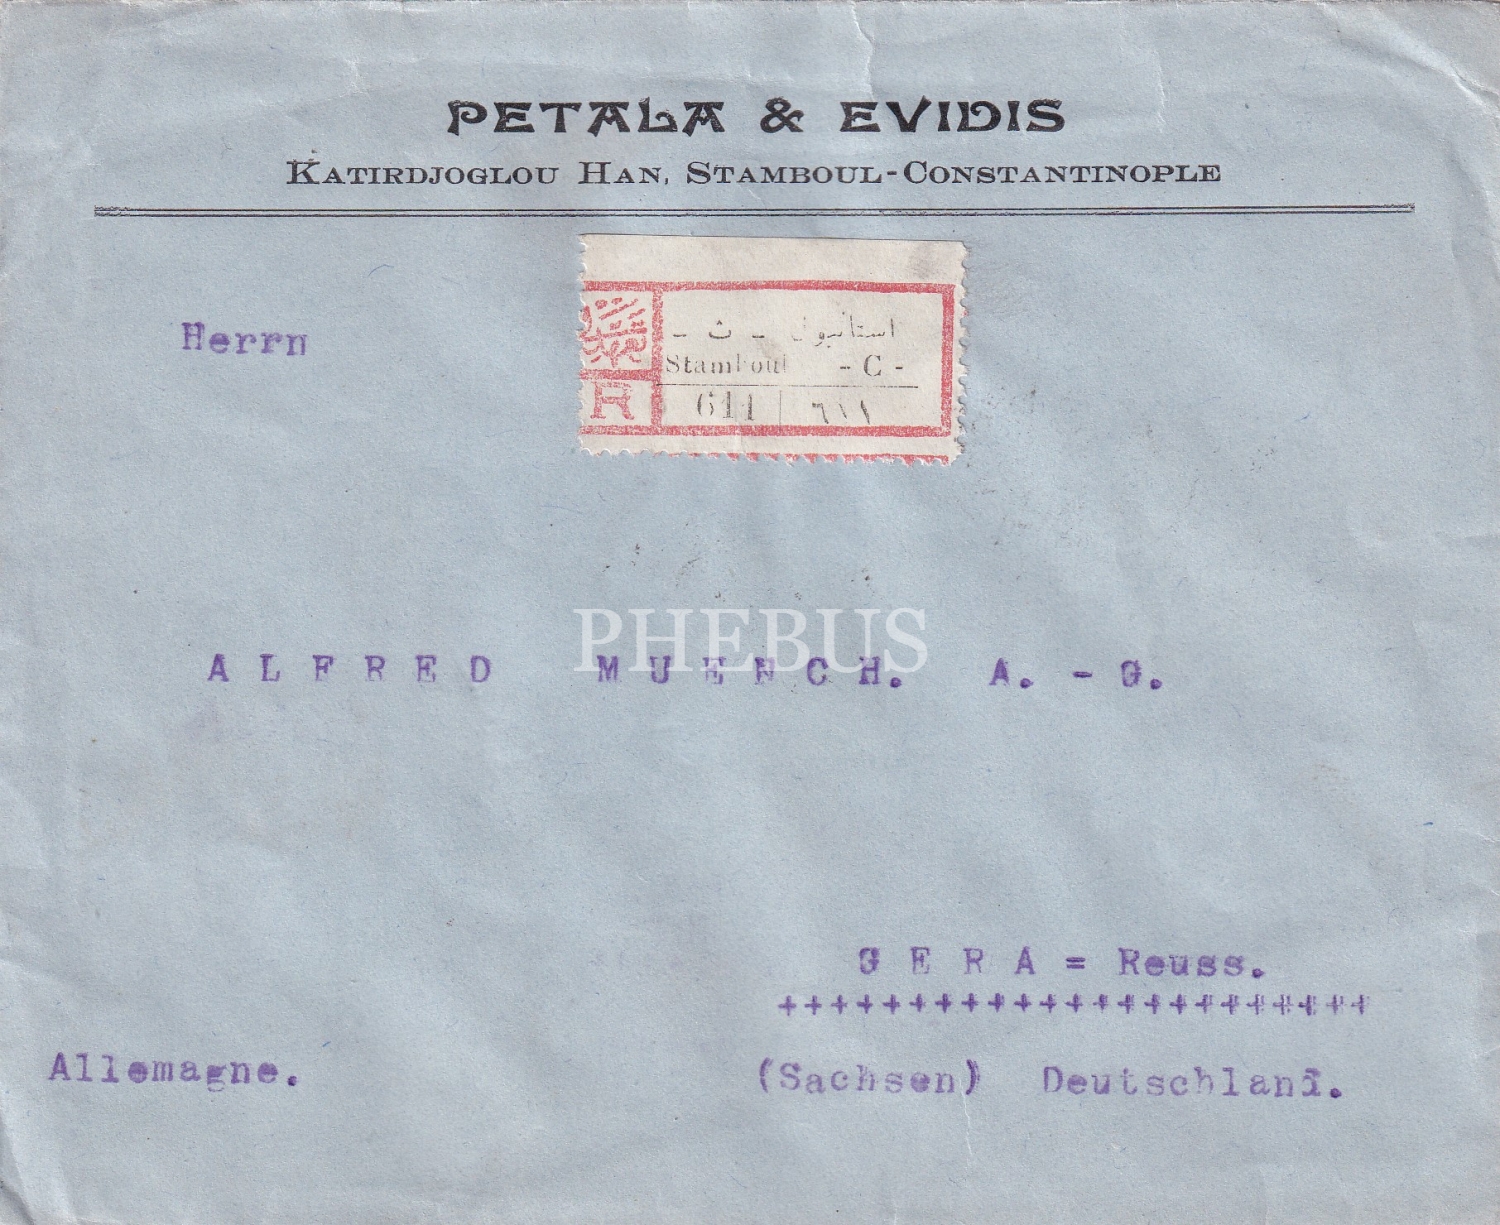 PETALA & EVIDIS
KATIRDJOGLOU HAN, STAMBOUL-CONSTANTINOPLE
Herrn
استانبول - ث -
Stamboul - C -
R 611 ٦١١
PHEBUS
ALFRED MUENCH. A.-G.
GERA = Reuss.
+++++++++++++++++++++++
Allemagne.
(Sachsen) Deutschland.